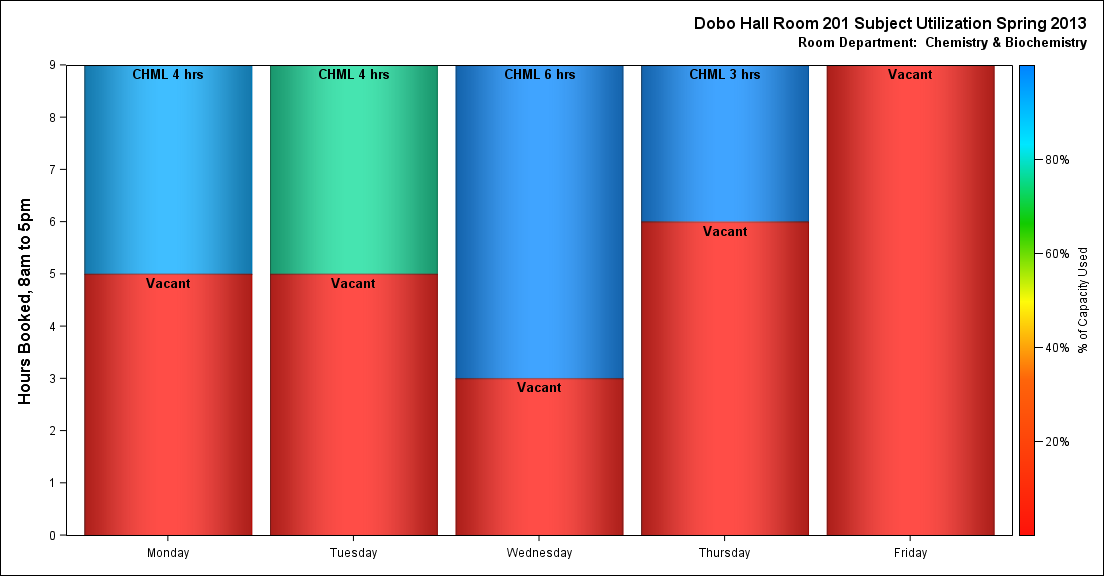 Dobo Hall Room 201 Subject Utilization Spring 2013
Room Department:  Chemistry & Biochemistry
Hours Booked, 8am to 5pm
9
8
7
6
5
4
3
2
1
0
CHML 4 hrs
Vacant
CHML 4 hrs
Vacant
CHML 6 hrs
Vacant
CHML 3 hrs
Vacant
Vacant
Monday
Tuesday
Wednesday
Thursday
Friday
80%
60%
40%
20%
% of Capacity Used